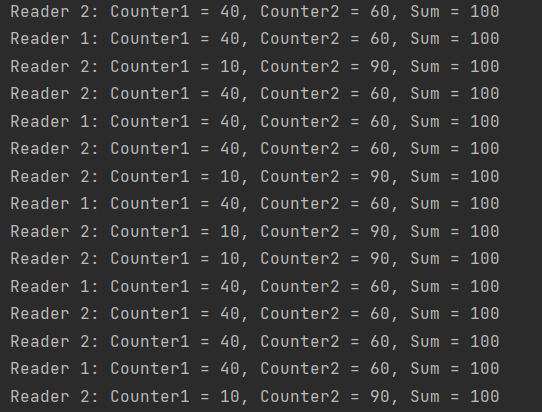 Reader 2: Counter1 = 40, Counter2 = 60, Sum = 100
Reader 1: Counter1 = 40, Counter2 = 60, Sum = 100
Reader 2: Counter1 = 10, Counter2 = 90, Sum = 100
Reader 2: Counter1 = 40, Counter2 = 60, Sum = 100
Reader 1: Counter1 = 40, Counter2 = 60, Sum = 100
Reader 2: Counter1 = 40, Counter2 = 60, Sum = 100
Reader 2: Counter1 = 10, Counter2 = 90, Sum = 100
Reader 1: Counter1 = 40, Counter2 = 60, Sum = 100
Reader 2: Counter1 = 10, Counter2 = 90, Sum = 100
Reader 2: Counter1 = 10, Counter2 = 90, Sum = 100
Reader 1: Counter1 = 40, Counter2 = 60, Sum = 100
Reader 2: Counter1 = 40, Counter2 = 60, Sum = 100
Reader 2: Counter1 = 40, Counter2 = 60, Sum = 100
Reader 1: Counter1 = 40, Counter2 = 60, Sum = 100
Reader 2: Counter1 = 10, Counter2 = 90, Sum = 100